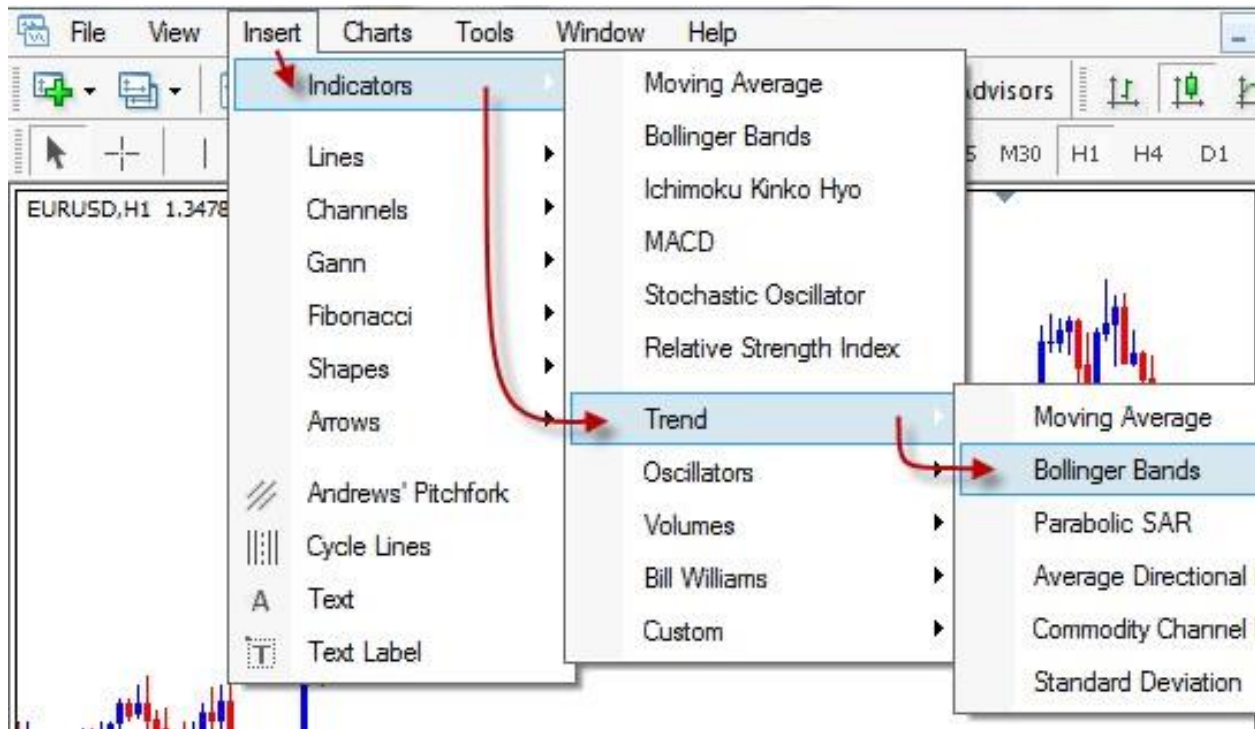 File View Insert Charts Tools Window Help
Indicators
Lines
Channels
Gann
Fibonacci
Shapes
Arrows
Andrews' Pitchfork
Cycle Lines
A Text
T Text Label
Moving Average
Bollinger Bands
Ichimoku Kinko Hyo
MACD
Stochastic Oscillator
Relative Strength Index
Trend
Oscillators
Volumes
Bill Williams
Custom
Moving Average
Bollinger Bands
Parabolic SAR
Average Directional
Commodity Channel
Standard Deviation
dvisors
5 M30 H1 H4 D1
EURUSD,H1 1.3478